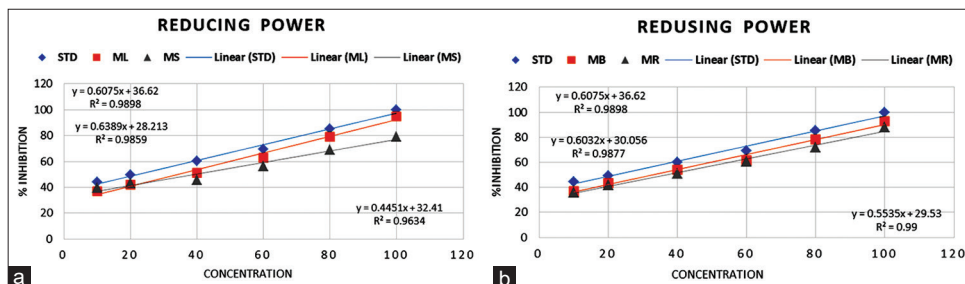 REDUCING POWER
STD ML MS Linear (STD) Linear (ML) Linear (MS)
y = 0.6075x + 36.62
R² = 0.9898
y = 0.6389x + 28.213
R² = 0.9859
y = 0.4451x + 32.41
R² = 0.9634
% INHIBITION
120
100
80
60
40
20
0
0 20 40 60 80 100 120
CONCENTRATION
a
REDUSING POWER
STD MB MR Linear (STD) Linear (MB) Linear (MR)
y = 0.6075x + 36.62
R² = 0.9898
y = 0.6032x + 30.056
R² = 0.9877
y = 0.5535x + 29.53
R² = 0.99
%INHIBITION
120
100
80
60
40
20
0
0 20 40 60 80 100 120
CONCENTRATION
b